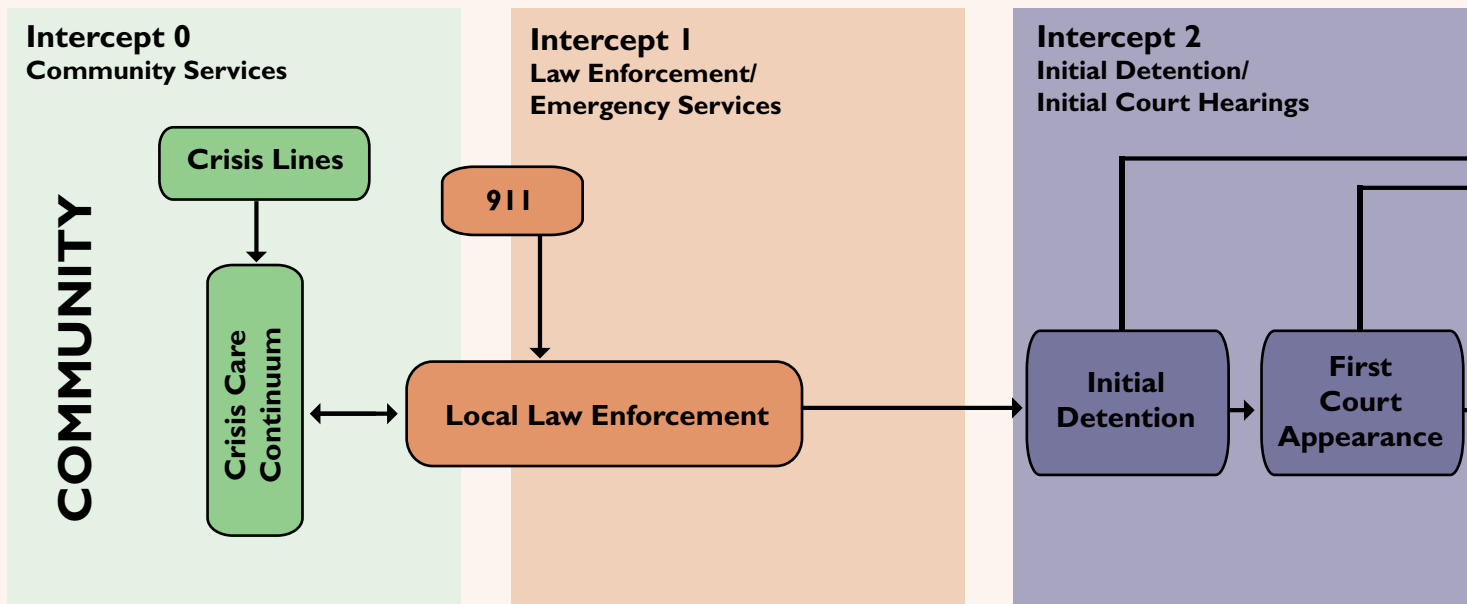 Intercept 0
Community Services
COMMUNITY
Crisis Lines
Crisis Care
Continuum
Intercept 1
Law Enforcement/
Emergency Services
911
Local Law Enforcement
Intercept 2
Initial Detention/
Initial Court Hearings
Initial
Detention
First
Court
Appearance